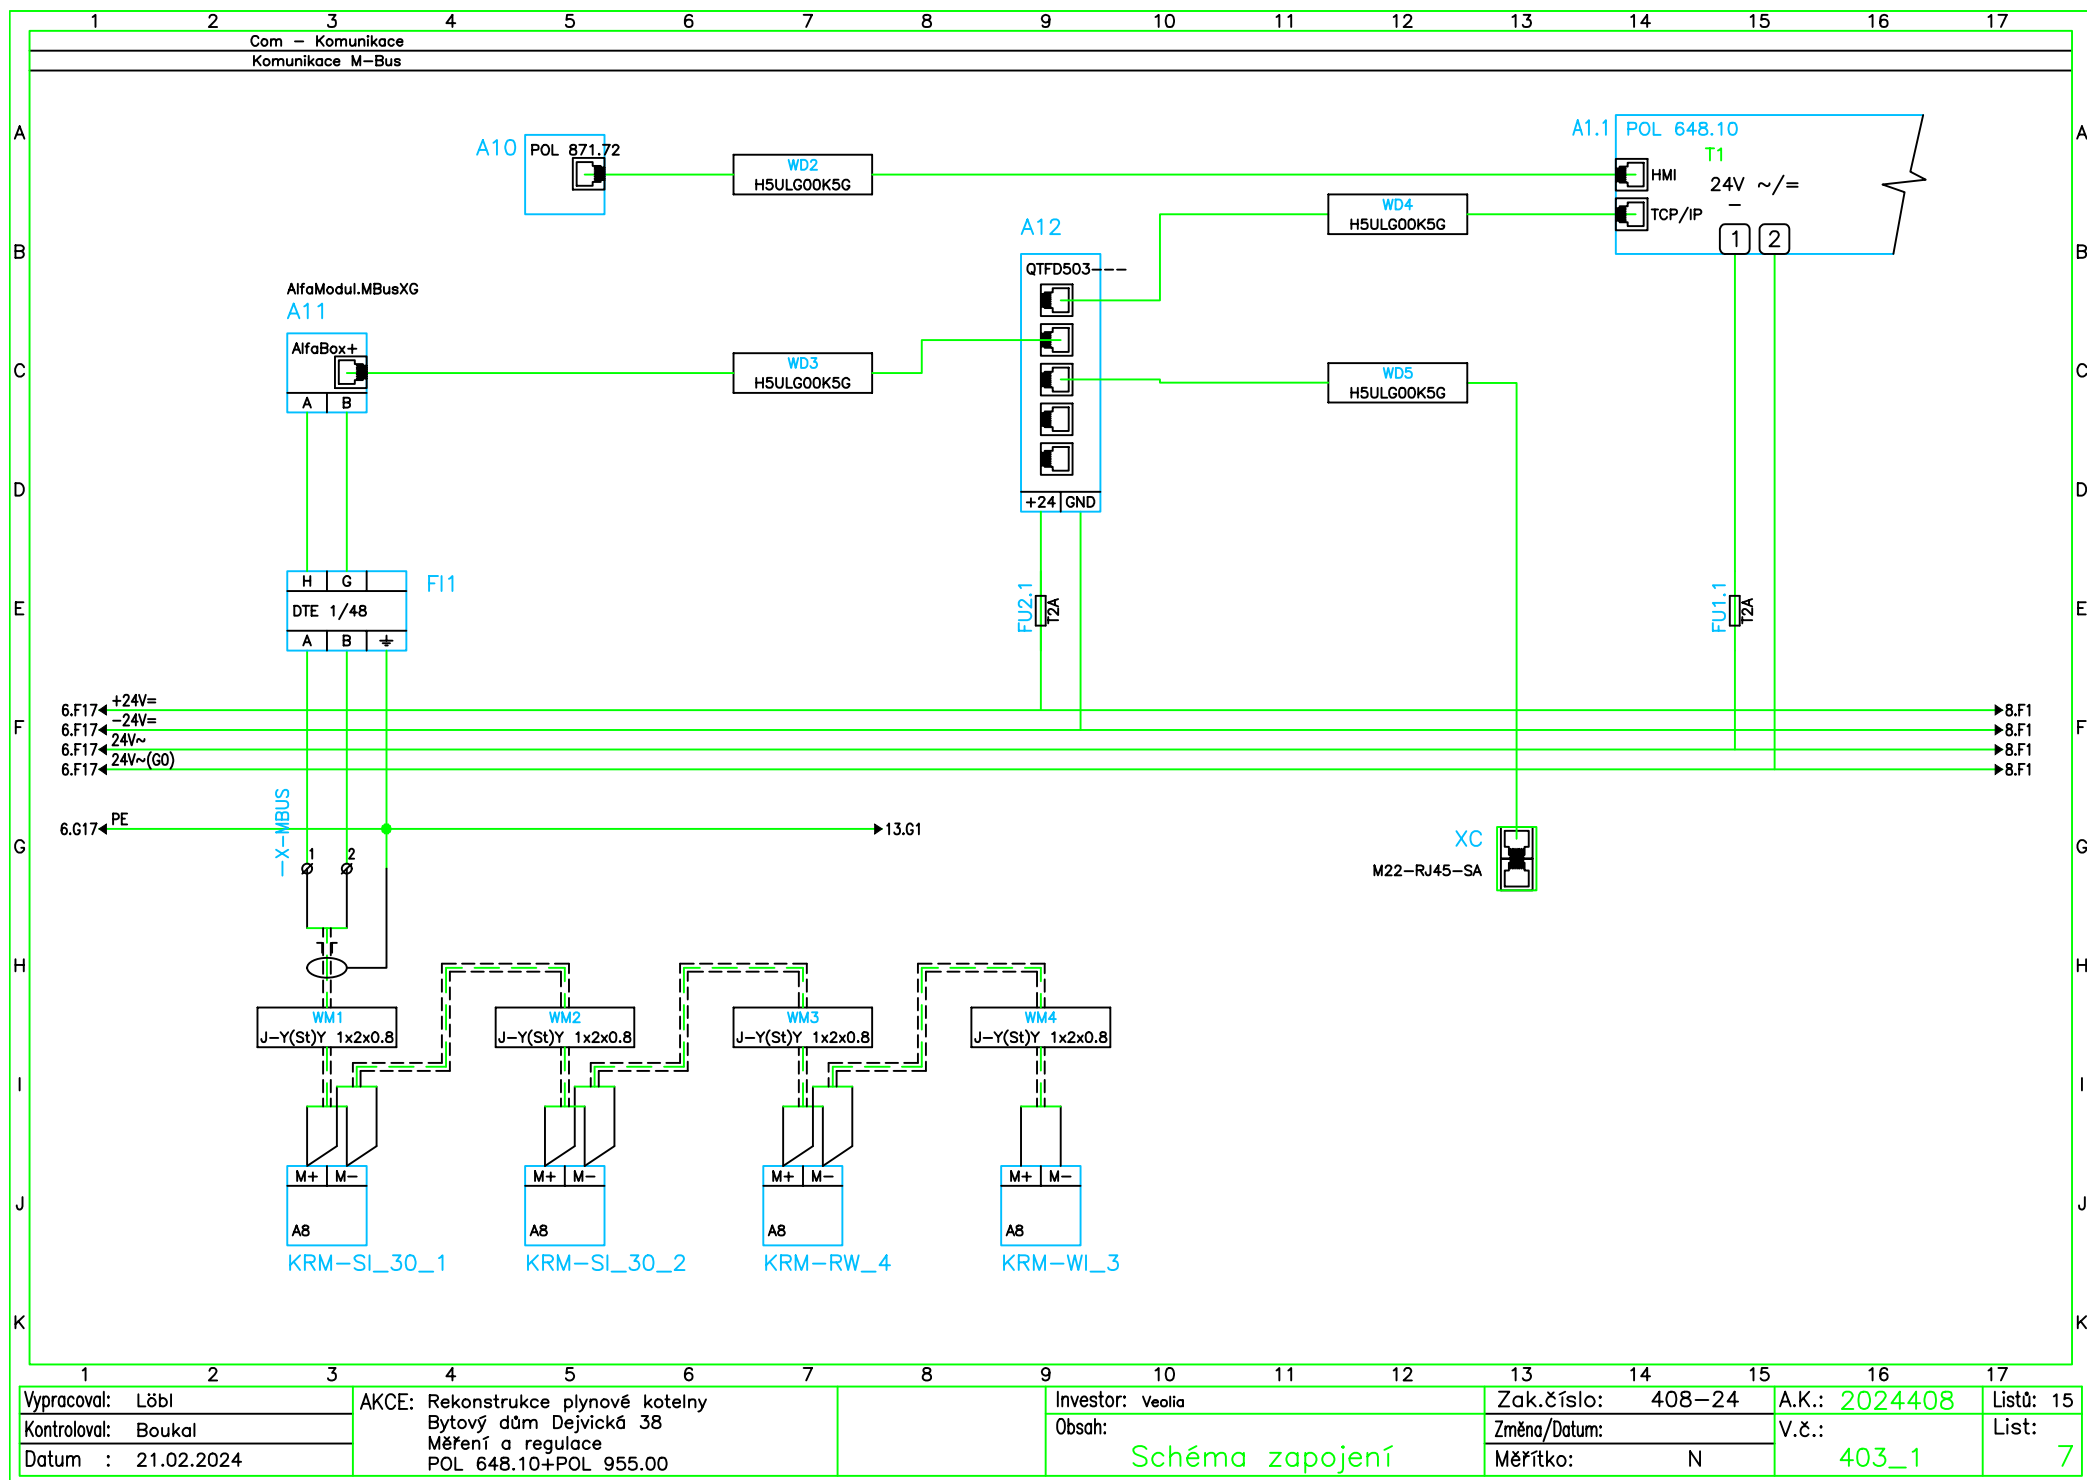 1 2 3 4 5 6 7 8 9 10 11 12 13 14 15 16 17
Com - Komunikace
Komunikace M-Bus
A A
A10 POL 871.72
WD2
H5ULG00K5G
A1.1 POL 648.10
T1
HMI
24V ~/=
–
TCP/IP
1 2
WD4
H5ULG00K5G
B B
A12
QTFD503---
AlfaModul.MBusXG
A11
AlfaBox+
A B
WD3
H5ULG00K5G
WD5
H5ULG00K5G
C C
D D
+24 GND
H G
DTE 1/48
A B
FI1
E E
FU2.1
T2A
FU1.1
T2A
6.F17 +24V= 8.F1
6.F17 -24V= 8.F1
6.F17 24V~ 8.F1
6.F17 24V~(G0) 8.F1
F F
6.G17 PE 13.G1
-X-MBUS
1 2
G G
XC
M22-RJ45-SA
H H
WM1
J-Y(St)Y 1x2x0.8
WM2
J-Y(St)Y 1x2x0.8
WM3
J-Y(St)Y 1x2x0.8
WM4
J-Y(St)Y 1x2x0.8
I I
M+ M- M+ M- M+ M- M+ M-
J J
A8 A8 A8 A8
KRM-SI_30_1 KRM-SI_30_2 KRM-RW_4 KRM-WI_3
K K
1 2 3 4 5 6 7 8 9 10 11 12 13 14 15 16 17
Vypracoval: Löbl
Kontroloval: Boukal
Datum : 21.02.2024
AKCE: Rekonstrukce plynové kotelny
Bytový dům Dejvická 38
Měření a regulace
POL 648.10+POL 955.00
Investor: Veolia
Obsah:
Schéma zapojení
Zak.číslo: 408-24
Změna/Datum:
Měřítko: N
A.K.: 2024408
V.č.:
403_1
Listů: 15
List:
7